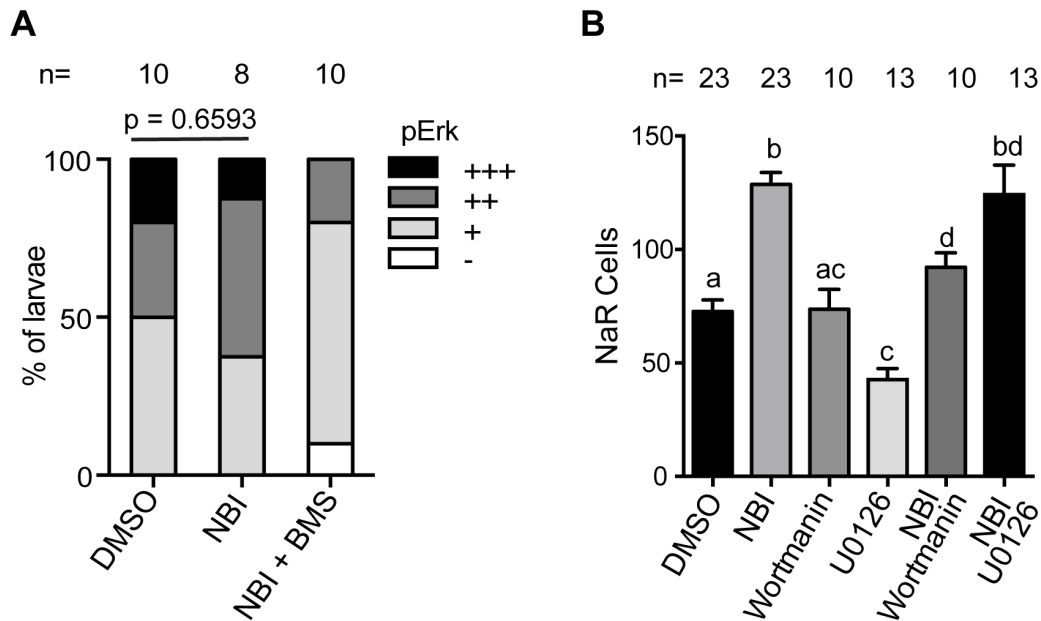 A
n= 10 8 10
p = 0.6593
pErk
+++
++
+
-
100
50
0
% of larvae
DMSO
NBI
NBI + BMS
B
n= 23 23 10 13 10 13
150
100
50
0
NaR Cells
a
b
ac
c
d
bd
DMSO
NBI
Wortmanin
U0126
NBI
Wortmanin
NBI
U0126